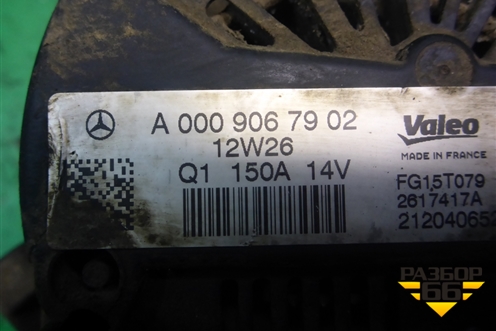 A 000 906 79 02
12W26
Q1 150A 14V
Valeo
MADE IN FRANCE
FG15T079
2617417A
РАЗБОР
66